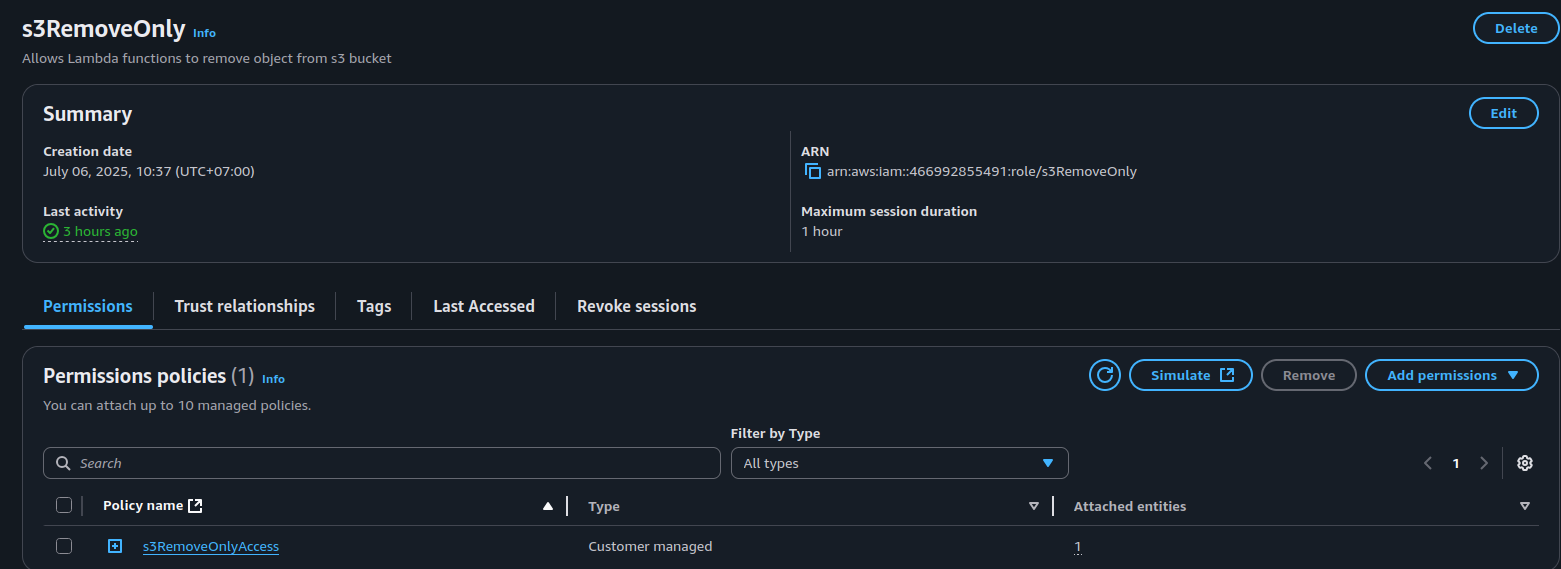 s3RemoveOnly Info
Delete
Allows Lambda functions to remove object from s3 bucket
Summary
Edit
Creation date
July 06, 2025, 10:37 (UTC+07:00)
ARN
arn:aws:iam::466992855491:role/s3RemoveOnly
Last activity
3 hours ago
Maximum session duration
1 hour
Permissions
Trust relationships
Tags
Last Accessed
Revoke sessions
Permissions policies (1) Info
Simulate
Remove
Add permissions
You can attach up to 10 managed policies.
Filter by Type
Search
All types
1
Policy name
Type
Attached entities
s3RemoveOnlyAccess
Customer managed
1